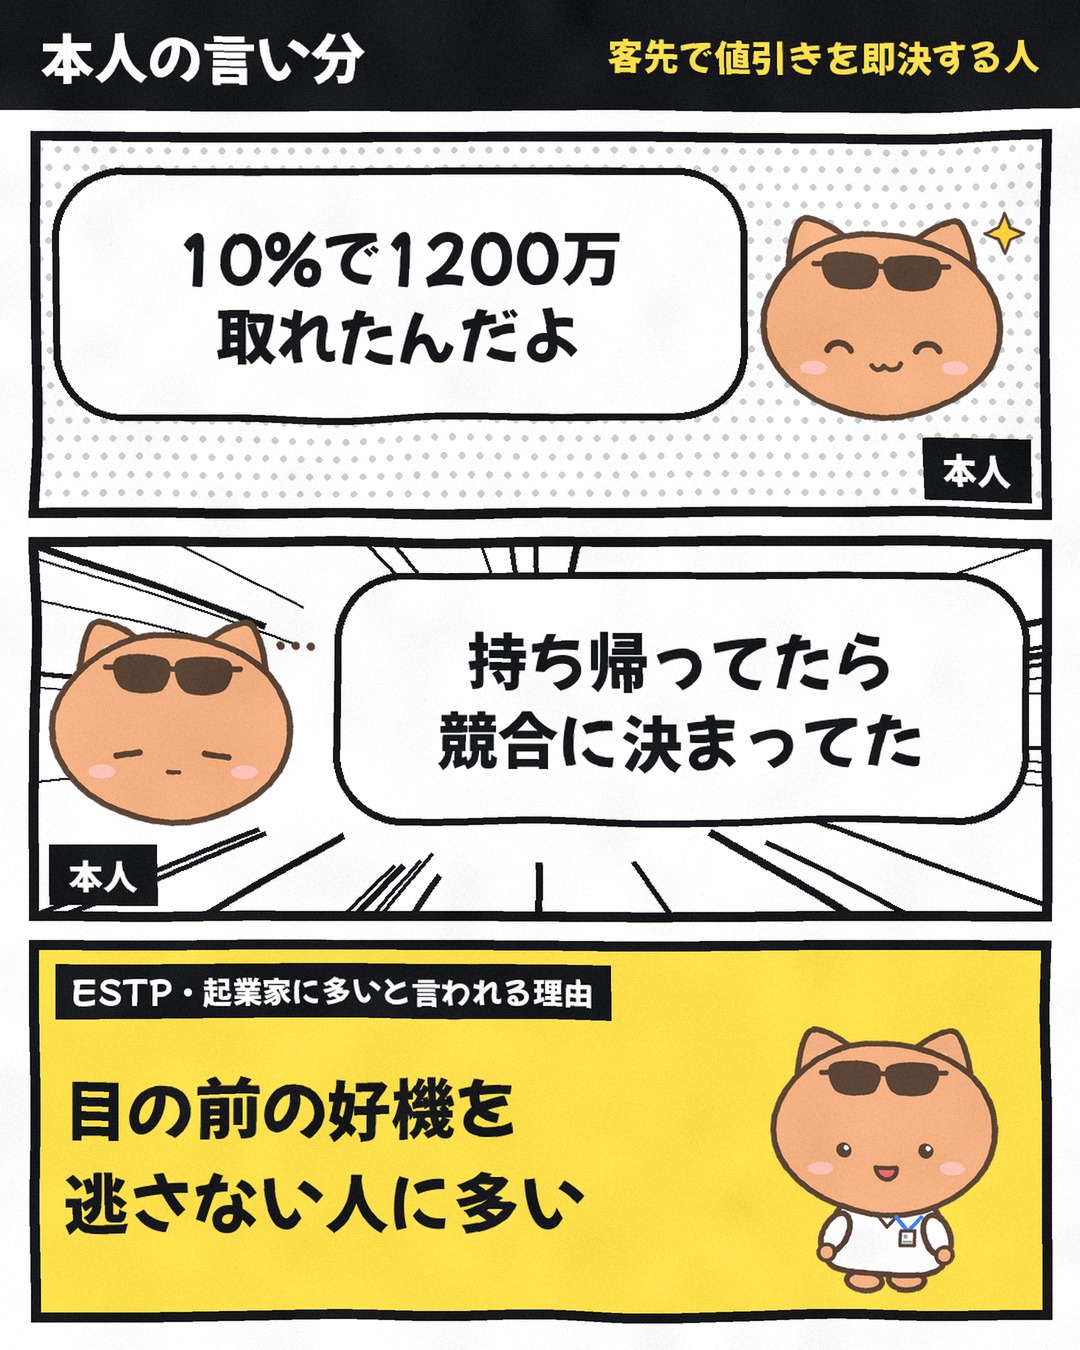 本人の言い分
客先で値引きを即決する人
10%で1200万
取れたんだよ
本人
持ち帰ってたら
競合に決まってた
本人
ESTP・起業家に多いと言われる理由
目の前の好機を
逃さない人に多い